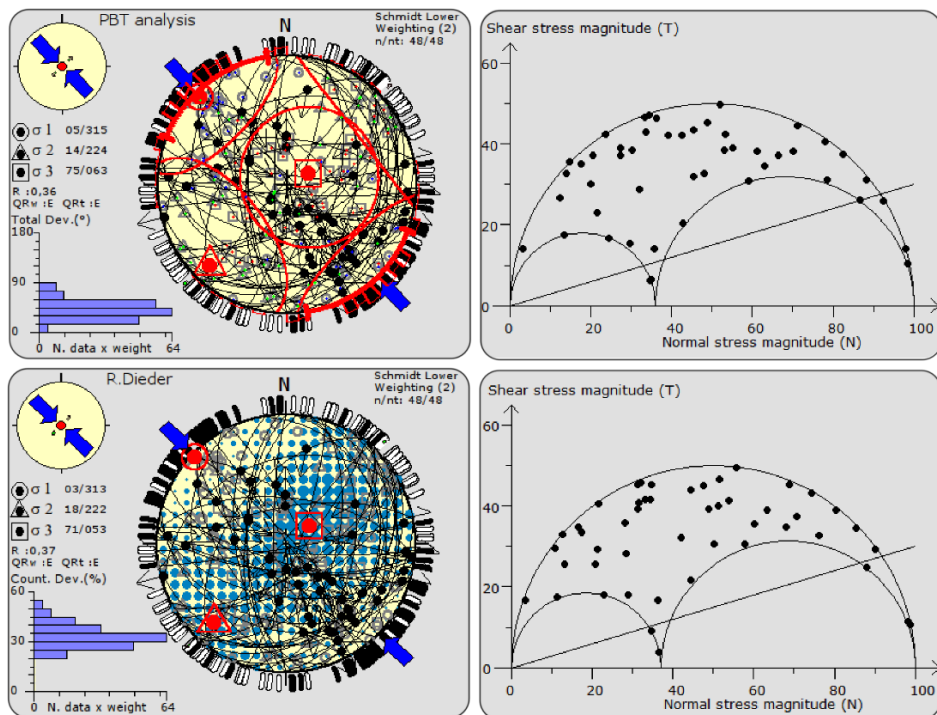 PBT analysis
N
Schmidt Lower
Weighting (2)
n/nt: 48/48
σ 1 05/315
σ 2 14/224
σ 3 75/063
R :0,36
QRw :E QRt :E
Total Dev.(°)
180
90
0
0 N. data x weight 64
Shear stress magnitude (T)
60
40
20
0
0 20 40 60 80 100
Normal stress magnitude (N)
R.Dieder
N
Schmidt Lower
Weighting (2)
n/nt: 48/48
σ 1 03/313
σ 2 18/222
σ 3 71/053
R :0,37
QRw :E QRt :E
Count. Dev.(%)
60
30
0
0 N. data x weight 64
Shear stress magnitude (T)
60
40
20
0
0 20 40 60 80 100
Normal stress magnitude (N)